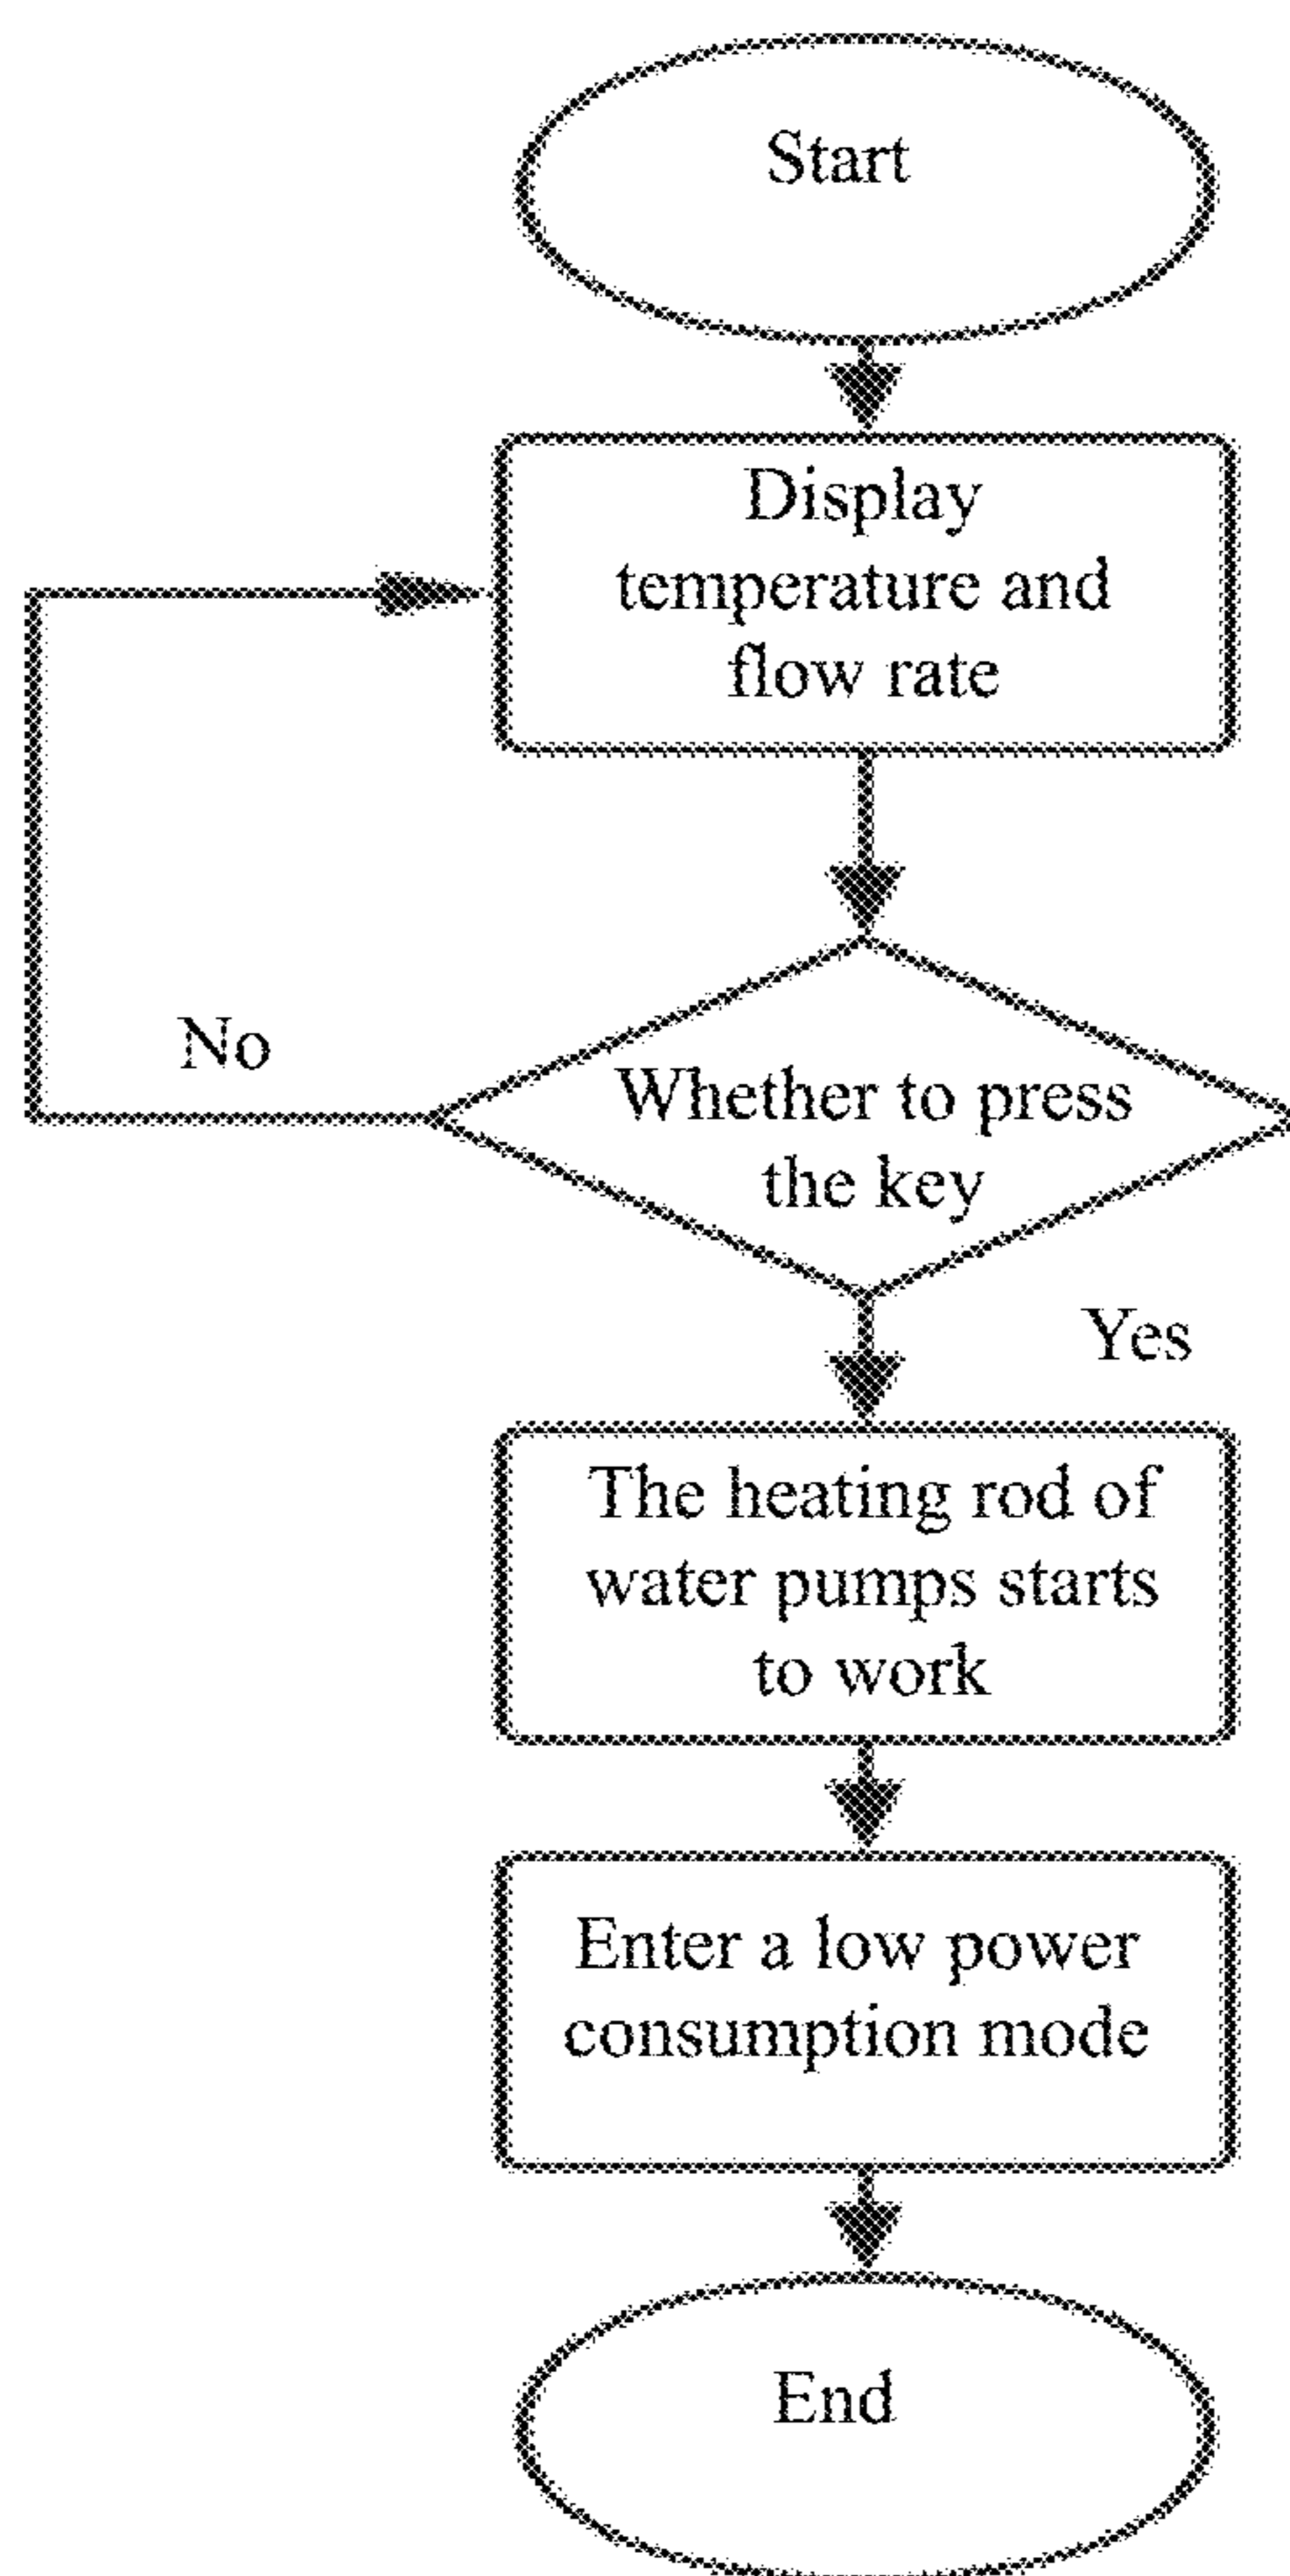 Start
Display
temperature and
flow rate
No
Whether to press
the key
Yes
The heating rod of
water pumps starts
to work
Enter a low power
consumption mode
End